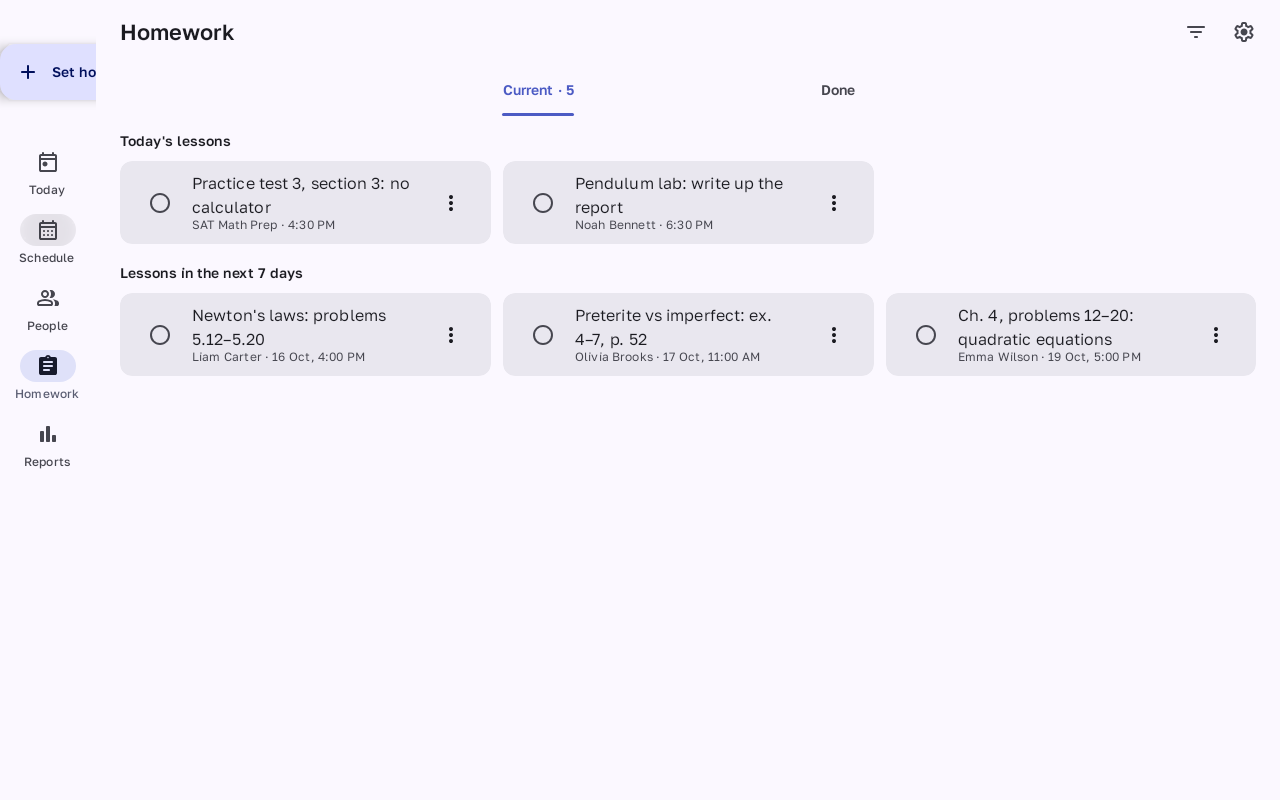 Homework
Set ho
Current · 5
Done
Today
Schedule
People
Homework
Reports
Today's lessons
Practice test 3, section 3: no
calculator
SAT Math Prep · 4:30 PM
Pendulum lab: write up the
report
Noah Bennett · 6:30 PM
Lessons in the next 7 days
Newton's laws: problems
5.12–5.20
Liam Carter · 16 Oct, 4:00 PM
Preterite vs imperfect: ex.
4–7, p. 52
Olivia Brooks · 17 Oct, 11:00 AM
Ch. 4, problems 12–20:
quadratic equations
Emma Wilson · 19 Oct, 5:00 PM